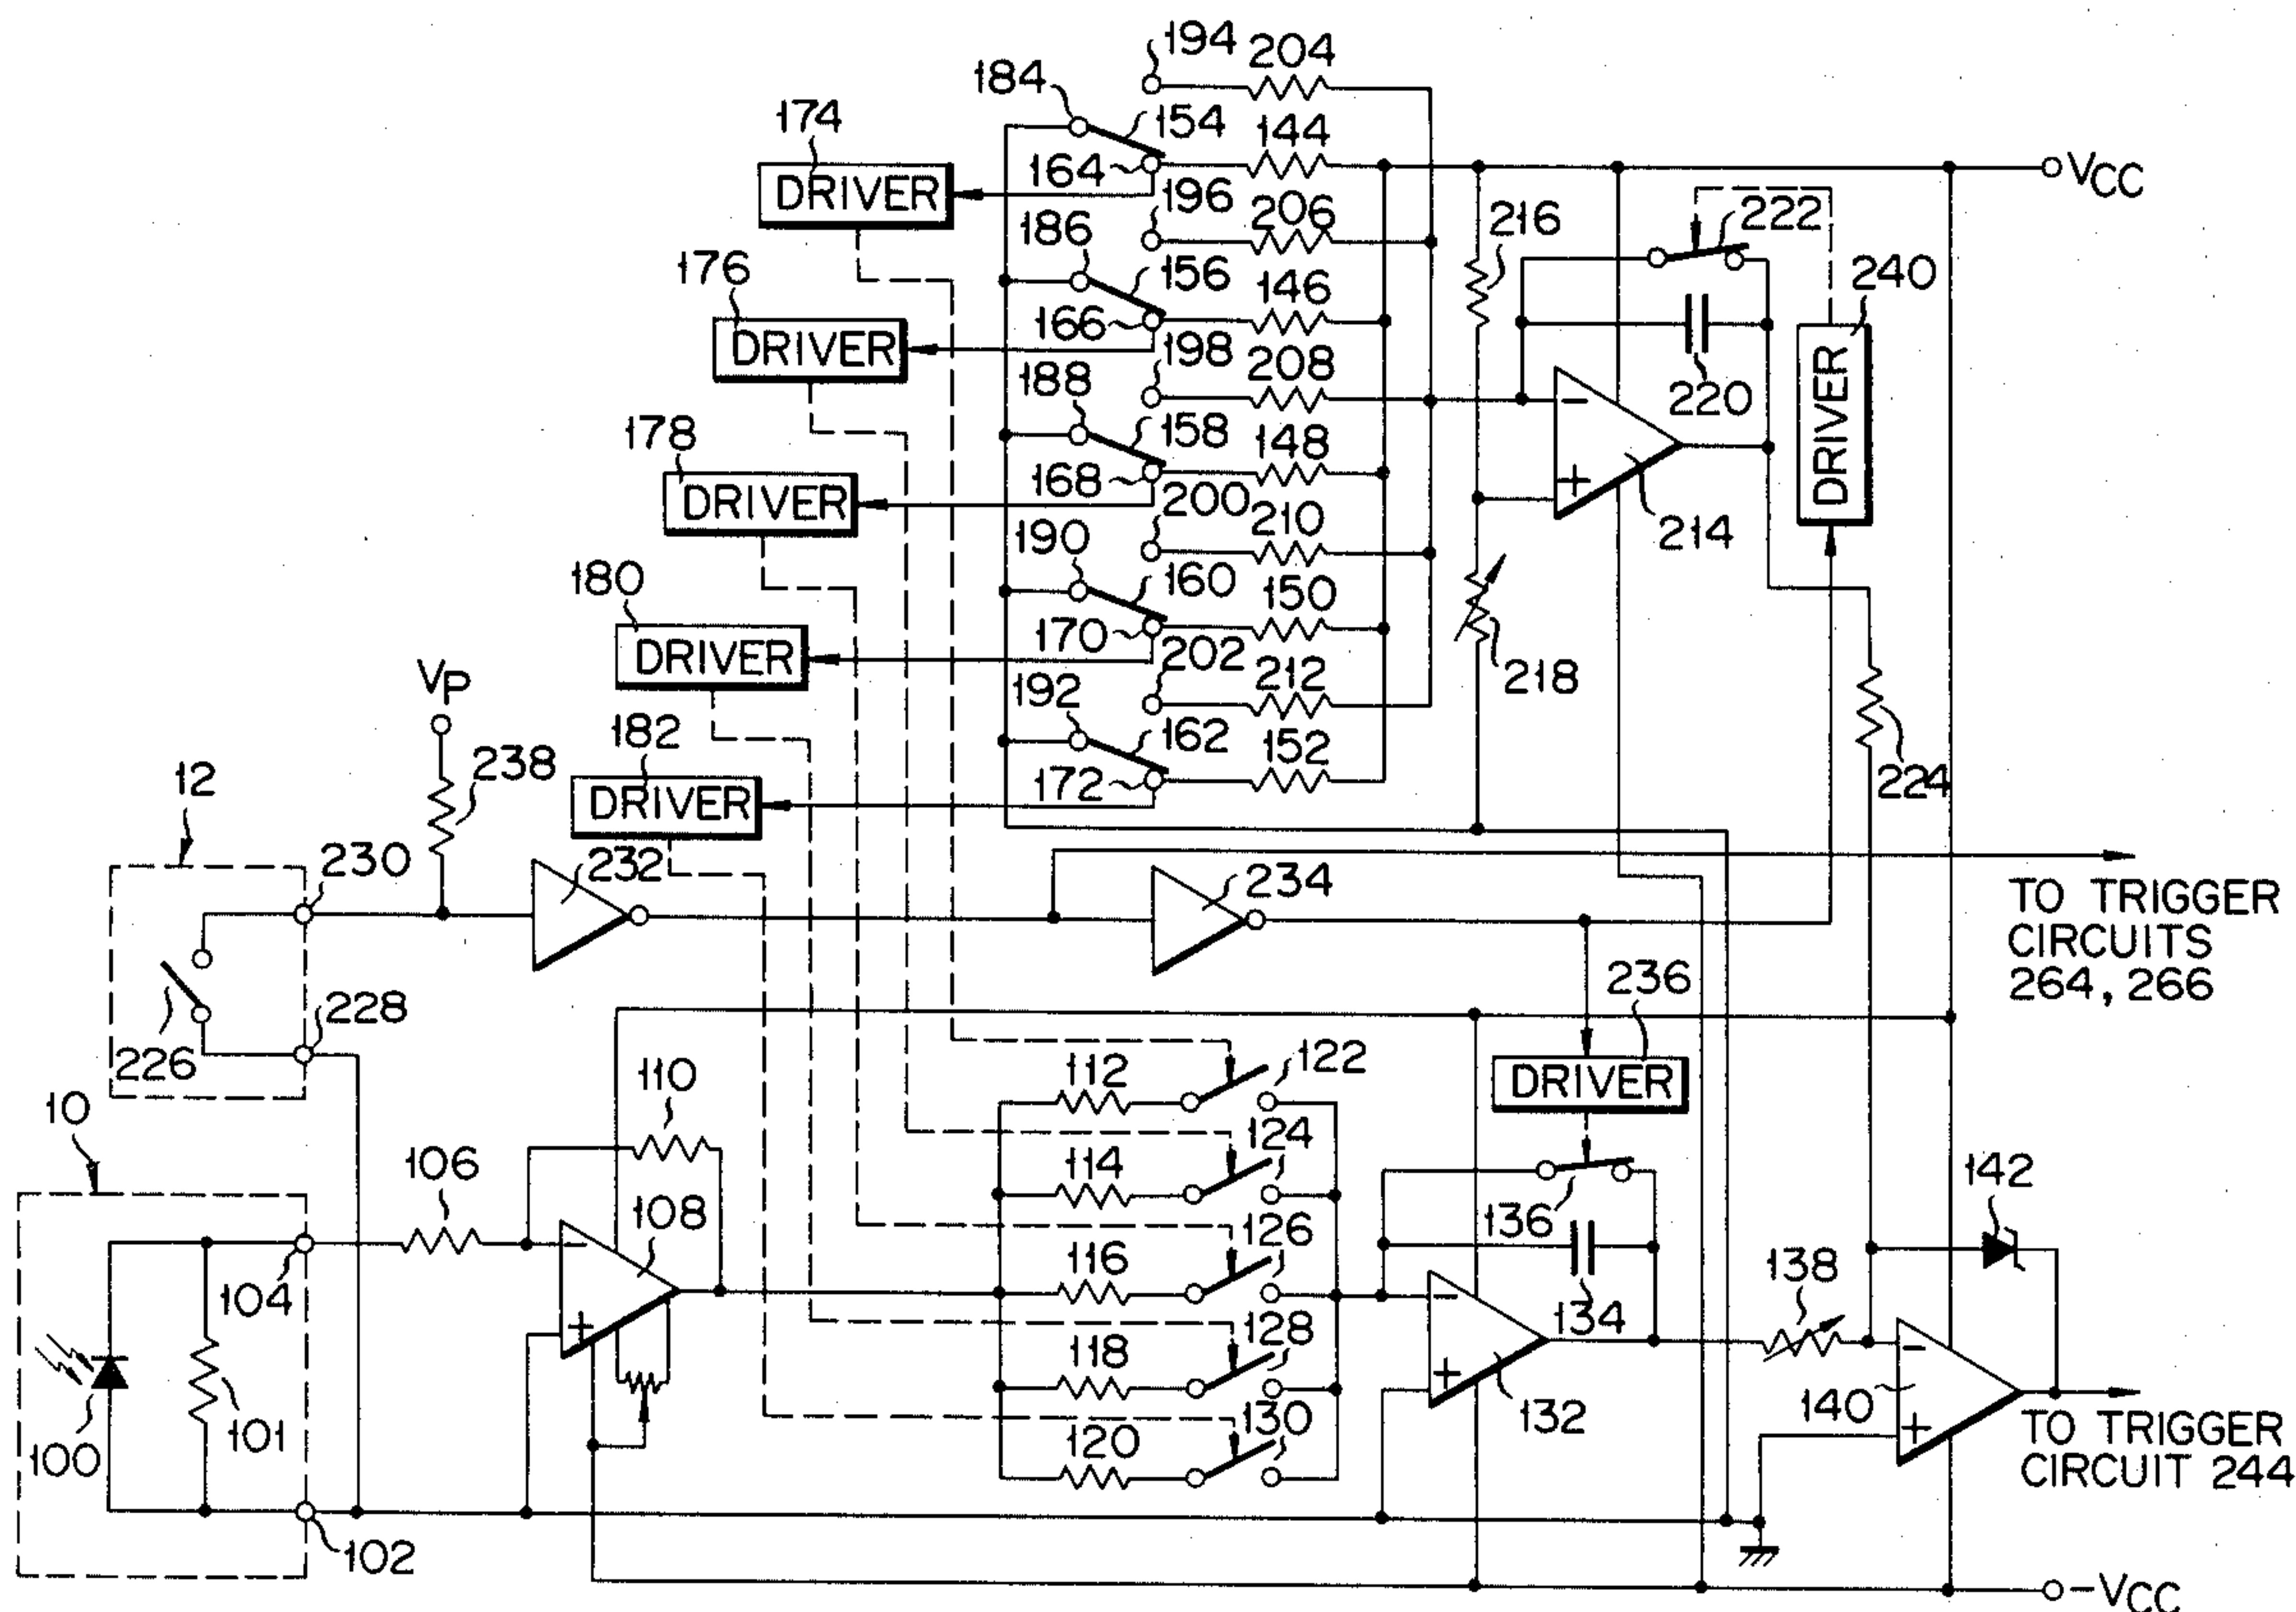 194 204
184
174 154 144
DRIVER 164 VCC
196
186 206 216 222
176 156 146 240
DRIVER 166
198
188 208 220
178 158 148
DRIVER 168 DRIVER
200 210 214
190
180 160 150
DRIVER 170
202
VP 192 212 218
182 162 152
12 238 DRIVER 172 224
230 232 234
TO TRIGGER
CIRCUITS
264, 266
236
228
226 112 122 DRIVER
10 110
106 114 124 142
108 136
104 116 126 138
134
118 128
101 132 140
100 120 130 TO TRIGGER
CIRCUIT 244
102
-VCC